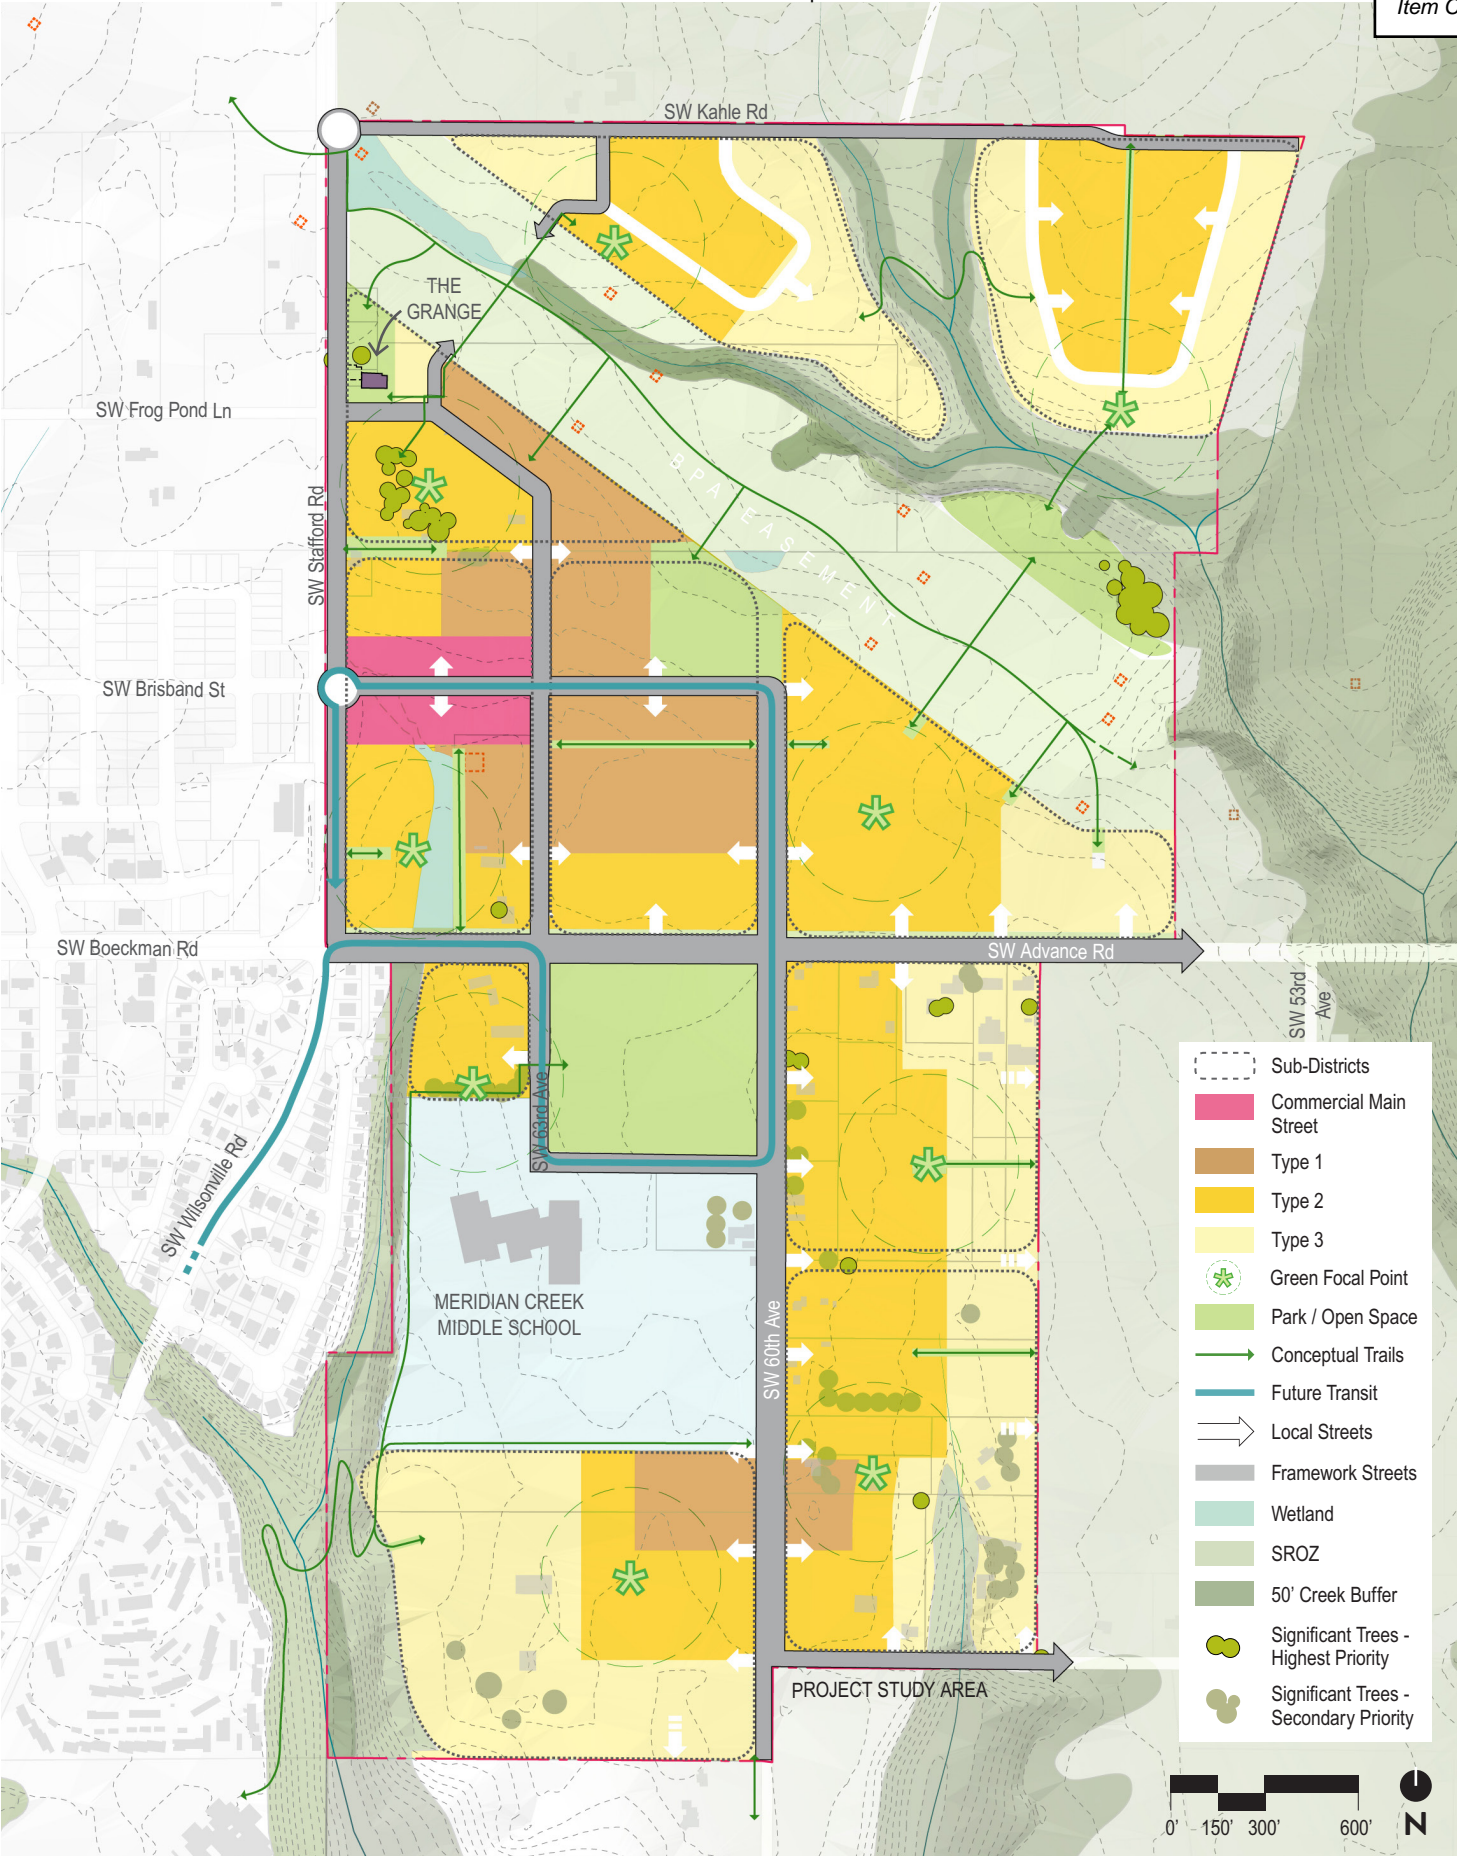 Item C
SW Kahle Rd
THE
GRANGE
SW Frog Pond Ln
SW Stafford Rd
BPA EASEMENT
SW Brisband St
SW Boeckman Rd
SW Advance Rd
SW 53rd
Ave
SW 63rd Ave
SW Wilsonville Rd
MERIDIAN CREEK
MIDDLE SCHOOL
SW 60th Ave
PROJECT STUDY AREA
Sub-Districts
Commercial Main
Street
Type 1
Type 2
Type 3
Green Focal Point
Park / Open Space
Conceptual Trails
Future Transit
Local Streets
Framework Streets
Wetland
SROZ
50' Creek Buffer
Significant Trees -
Highest Priority
Significant Trees -
Secondary Priority
0' 150' 300' 600'
N